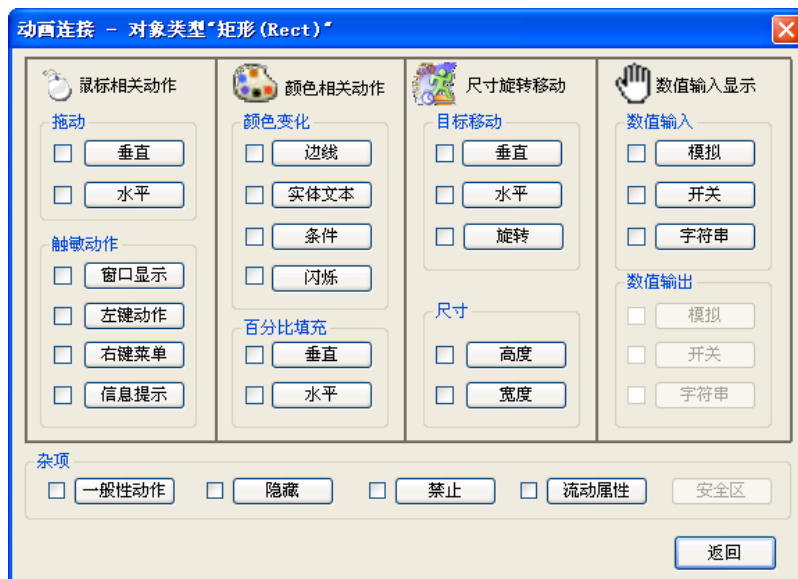 动画连接 - 对象类型"矩形(Rect)"
鼠标相关动作
拖动
垂直
水平
触敏动作
窗口显示
左键动作
右键菜单
信息提示
颜色相关动作
颜色变化
边线
实体文本
条件
闪烁
百分比填充
垂直
水平
尺寸旋转移动
目标移动
垂直
水平
旋转
尺寸
高度
宽度
数值输入显示
数值输入
模拟
开关
字符串
数值输出
模拟
开关
字符串
杂项
一般性动作 隐藏 禁止 流动属性 安全区
返回